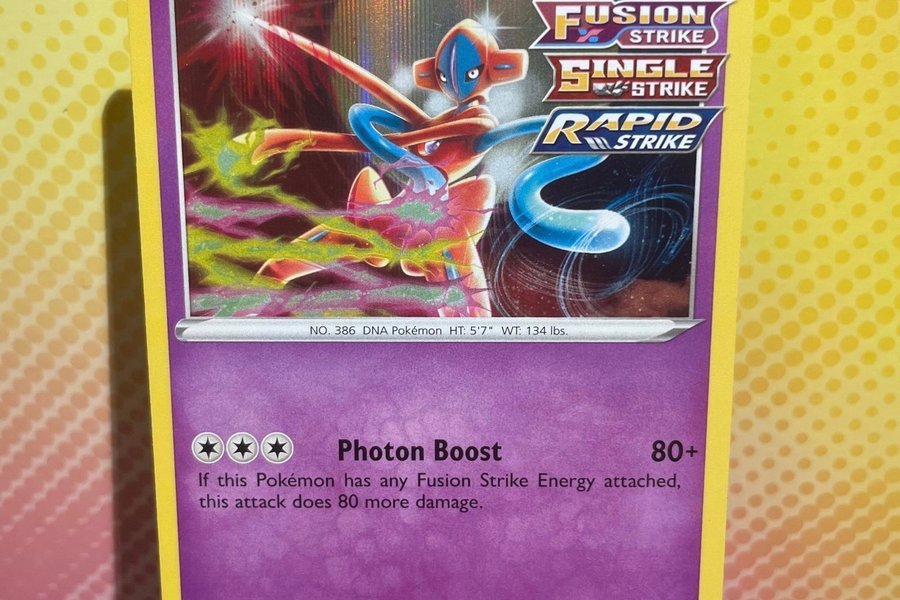 FUSION
STRIKE
SINGLE
STRIKE
RAPID
STRIKE
NO. 386 DNA Pokémon HT: 5'7" WT: 134 lbs.
Photon Boost 80+
If this Pokémon has any Fusion Strike Energy attached,
this attack does 80 more damage.